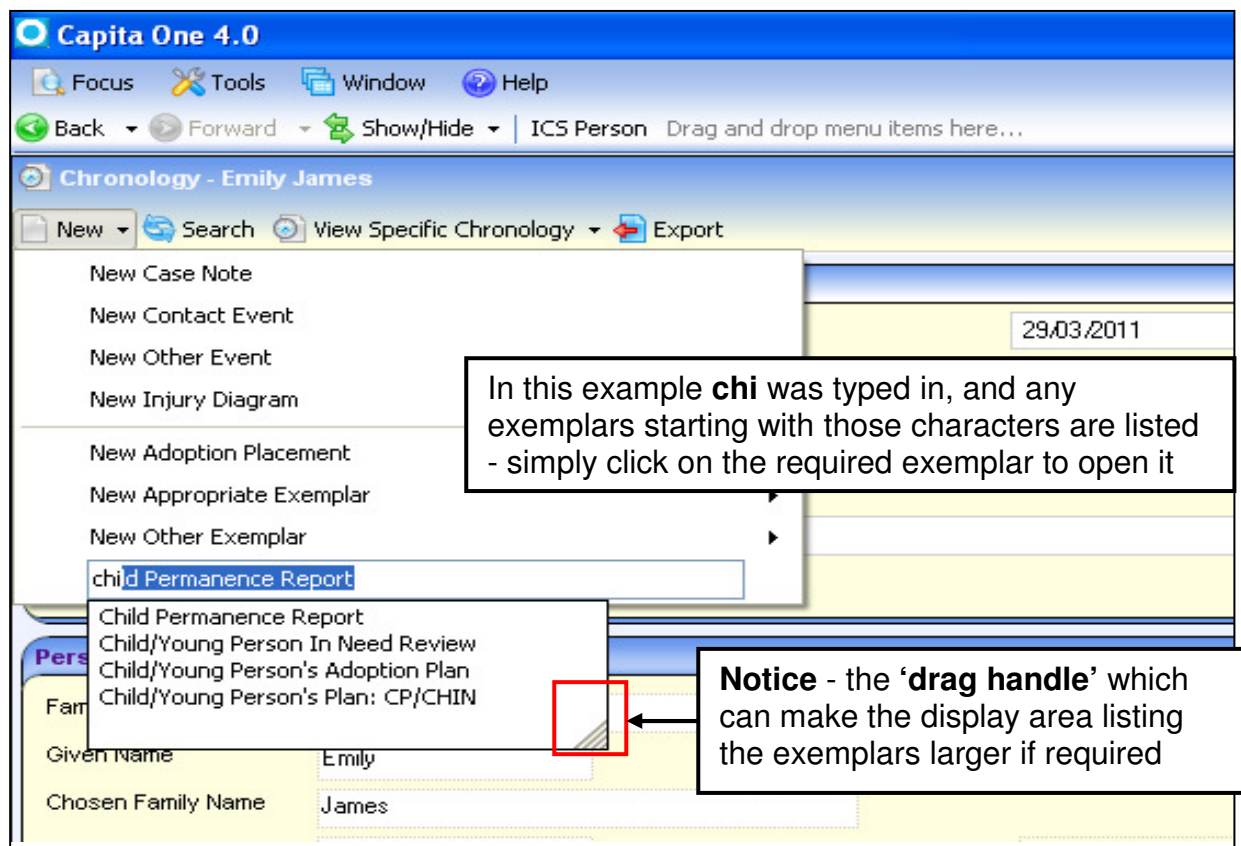 Capita One 4.0
Focus Tools Window Help
Back Forward Show/Hide ICS Person Drag and drop menu items here...
Chronology - Emily James
New Search View Specific Chronology Export
New Case Note
New Contact Event
29/03/2011
New Other Event
New Injury Diagram
In this example chi was typed in, and any
exemplars starting with those characters are listed
- simply click on the required exemplar to open it
New Adoption Placement
New Appropriate Exemplar
New Other Exemplar
child Permanence Report
Child Permanence Report
Child/Young Person In Need Review
Child/Young Person's Adoption Plan
Child/Young Person's Plan: CP/CHIN
Pers
Fam
Notice - the ‘drag handle’ which
can make the display area listing
the exemplars larger if required
Given Name Emily
Chosen Family Name James